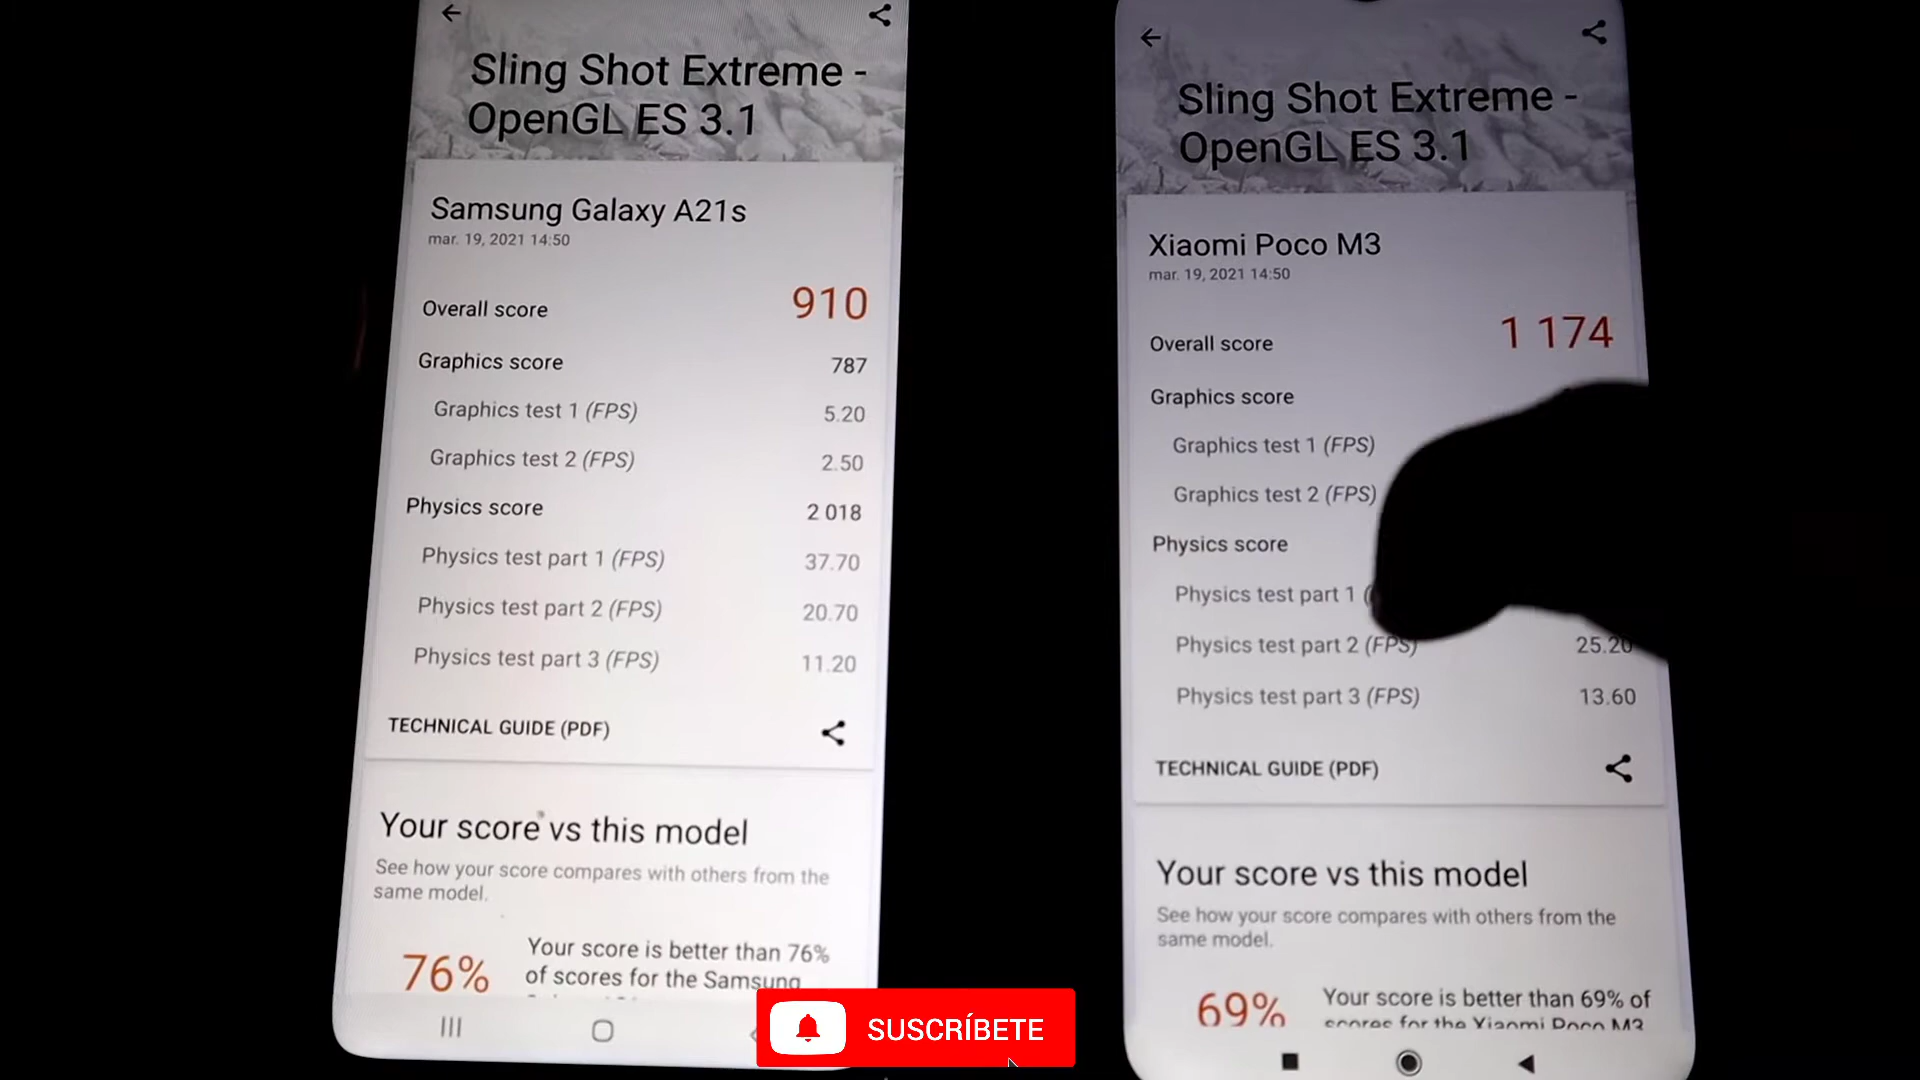 Sling Shot Extreme -
OpenGL ES 3.1
Samsung Galaxy A21s
mar. 19, 2021 14:50
Overall score 910
Graphics score 787
Graphics test 1 (FPS) 5.20
Graphics test 2 (FPS) 2.50
Physics score 2 018
Physics test part 1 (FPS) 37.70
Physics test part 2 (FPS) 20.70
Physics test part 3 (FPS) 11.20
TECHNICAL GUIDE (PDF)
Your score vs this model
See how your score compares with others from the
same model.
76%
Your score is better than 76%
of scores for the Samsung
Sling Shot Extreme -
OpenGL ES 3.1
Xiaomi Poco M3
mar. 19, 2021 14:50
Overall score 1 174
Graphics score
Graphics test 1 (FPS)
Graphics test 2 (FPS)
Physics score
Physics test part 1
Physics test part 2 (FPS) 25.20
Physics test part 3 (FPS) 13.60
TECHNICAL GUIDE (PDF)
Your score vs this model
See how your score compares with others from the
same model.
69%
Your score is better than 69% of
scores for the Xiaomi Poco M3
SUSCRÍBETE